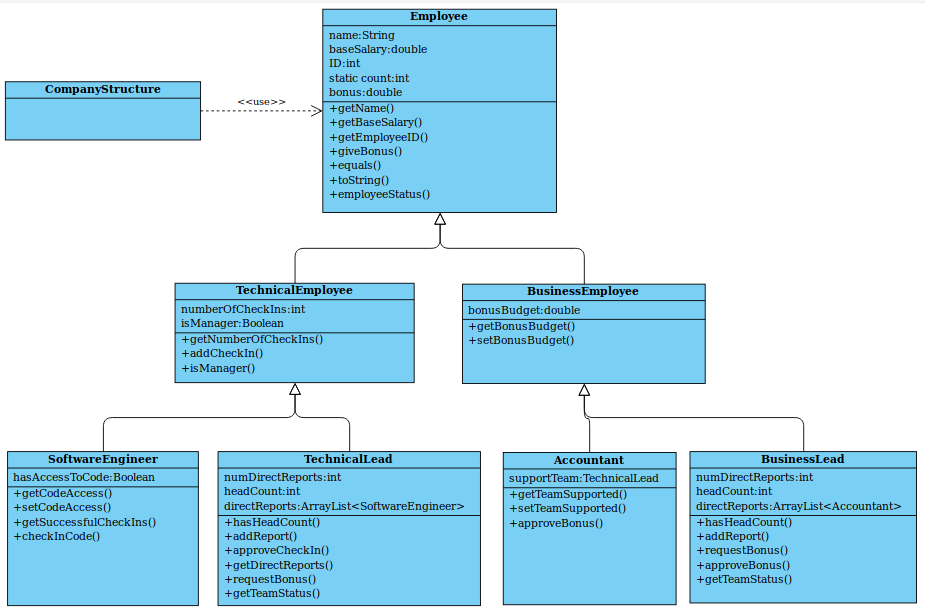 Employee
name:String
baseSalary:double
ID:int
static count:int
bonus:double
+getName()
+getBaseSalary()
+getEmployeeID()
+giveBonus()
+equals()
+toString()
+employeeStatus()
CompanyStructure
<<use>>
TechnicalEmployee
numberOfCheckIns:int
isManager:Boolean
+getNumberOfCheckIns()
+addCheckIn()
+isManager()
BusinessEmployee
bonusBudget:double
+getBonusBudget()
+setBonusBudget()
SoftwareEngineer
hasAccessToCode:Boolean
+getCodeAccess()
+setCodeAccess()
+getSuccessfulCheckIns()
+checkInCode()
TechnicalLead
numDirectReports:int
headCount:int
directReports:ArrayList<SoftwareEngineer>
+hasHeadCount()
+addReport()
+approveCheckIn()
+getDirectReports()
+requestBonus()
+getTeamStatus()
Accountant
supportTeam:TechnicalLead
+getTeamSupported()
+setTeamSupported()
+approveBonus()
BusinessLead
numDirectReports:int
headCount:int
directReports:ArrayList<Accountant>
+hasHeadCount()
+addReport()
+requestBonus()
+approveBonus()
+getTeamStatus()